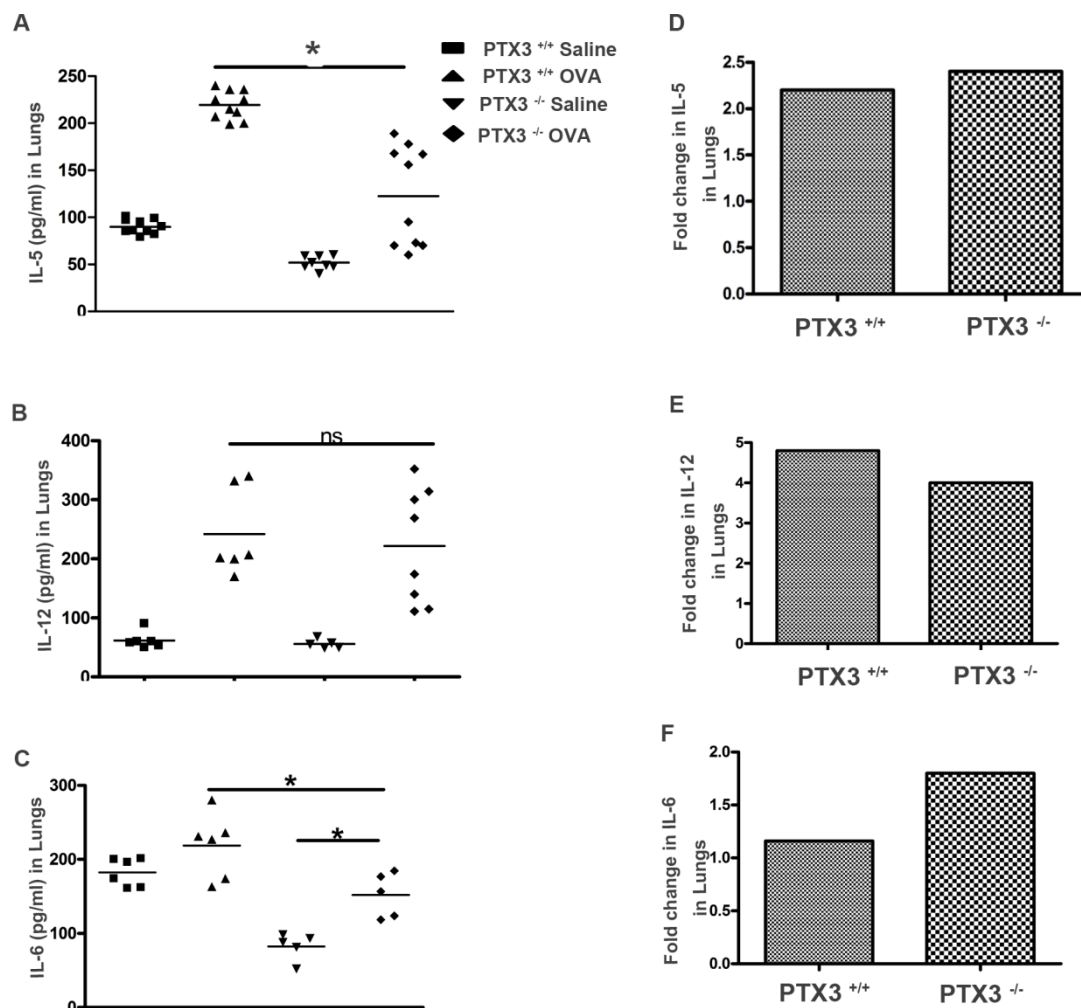 A
*
PTX3 +/+ Saline
PTX3 +/+ OVA
PTX3 -/- Saline
PTX3 -/- OVA
IL-5 (pg/ml) in Lungs
250
200
150
100
50
0
D
Fold change in IL-5
in Lungs
2.5
2.0
1.5
1.0
0.5
0.0
PTX3 +/+
PTX3 -/-
B
ns
IL-12 (pg/ml) in Lungs
400
300
200
100
0
E
Fold change in IL-12
in Lungs
5
4
3
2
1
0
PTX3 +/+
PTX3 -/-
C
*
*
IL-6 (pg/ml) in Lungs
300
200
100
0
F
Fold change in IL-6
in Lungs
2.0
1.5
1.0
0.5
0.0
PTX3 +/+
PTX3 -/-